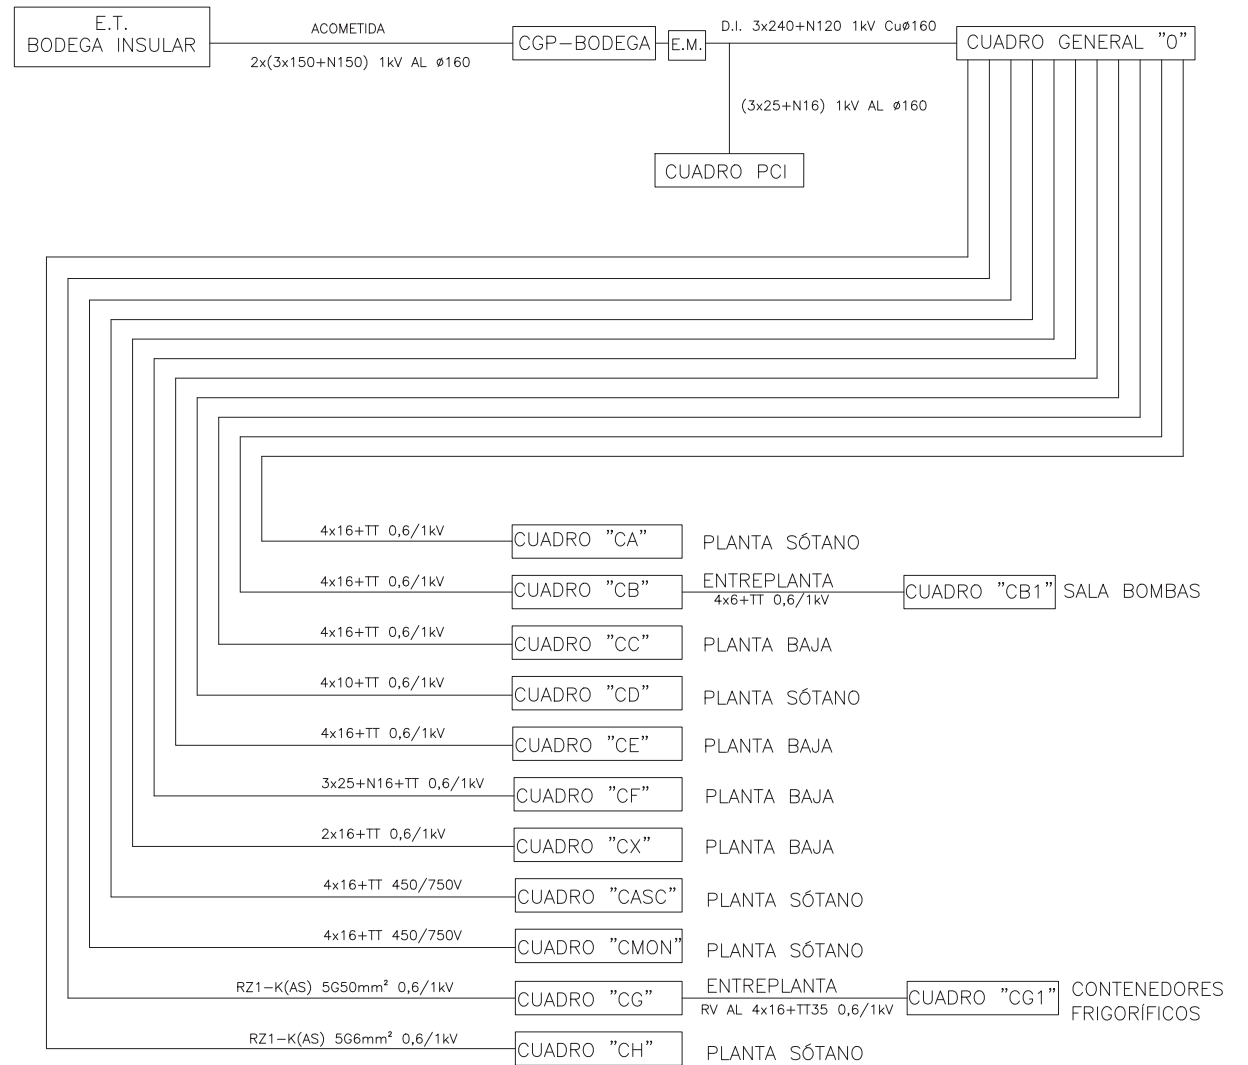 E.T.
BODEGA INSULAR
ACOMETIDA
2x(3x150+N150) 1kV AL ø160
CGP-BODEGA
E.M.
D.I. 3x240+N120 1kV Cuø160
CUADRO GENERAL "0"
(3x25+N16) 1kV AL ø160
CUADRO PCI
4x16+TT 0,6/1kV
CUADRO "CA"
PLANTA SÓTANO
4x16+TT 0,6/1kV
CUADRO "CB"
ENTREPLANTA
4x6+TT 0,6/1kV
CUADRO "CB1"
SALA BOMBAS
4x16+TT 0,6/1kV
CUADRO "CC"
PLANTA BAJA
4x10+TT 0,6/1kV
CUADRO "CD"
PLANTA SÓTANO
4x16+TT 0,6/1kV
CUADRO "CE"
PLANTA BAJA
3x25+N16+TT 0,6/1kV
CUADRO "CF"
PLANTA BAJA
2x16+TT 0,6/1kV
CUADRO "CX"
PLANTA BAJA
4x16+TT 450/750V
CUADRO "CASC"
PLANTA SÓTANO
4x16+TT 450/750V
CUADRO "CMON"
PLANTA SÓTANO
RZ1-K(AS) 5G50mm² 0,6/1kV
CUADRO "CG"
ENTREPLANTA
RV AL 4x16+TT35 0,6/1kV
CUADRO "CG1"
CONTENEDORES
FRIGORÍFICOS
RZ1-K(AS) 5G6mm² 0,6/1kV
CUADRO "CH"
PLANTA SÓTANO